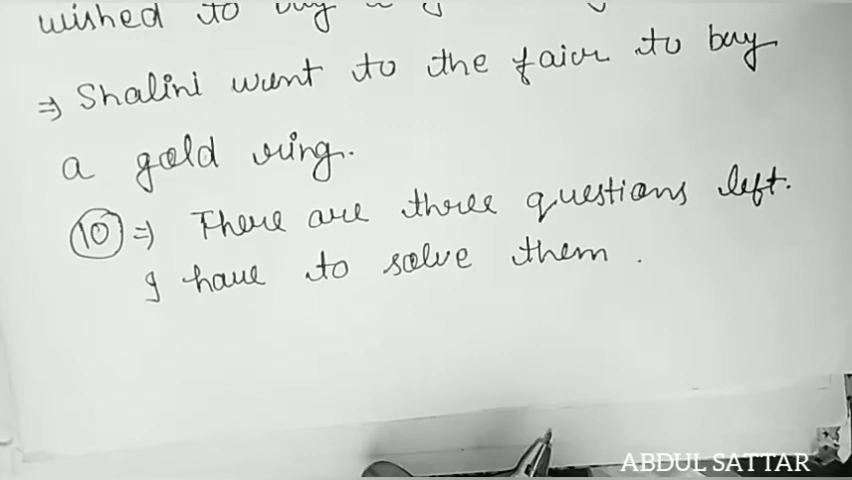 wished to buy a
⇒ Shalini went to the fair to buy
a gold ring.
⑩ ⇒ There are three questions left.
I have to solve them.
ABDUL SATTAR